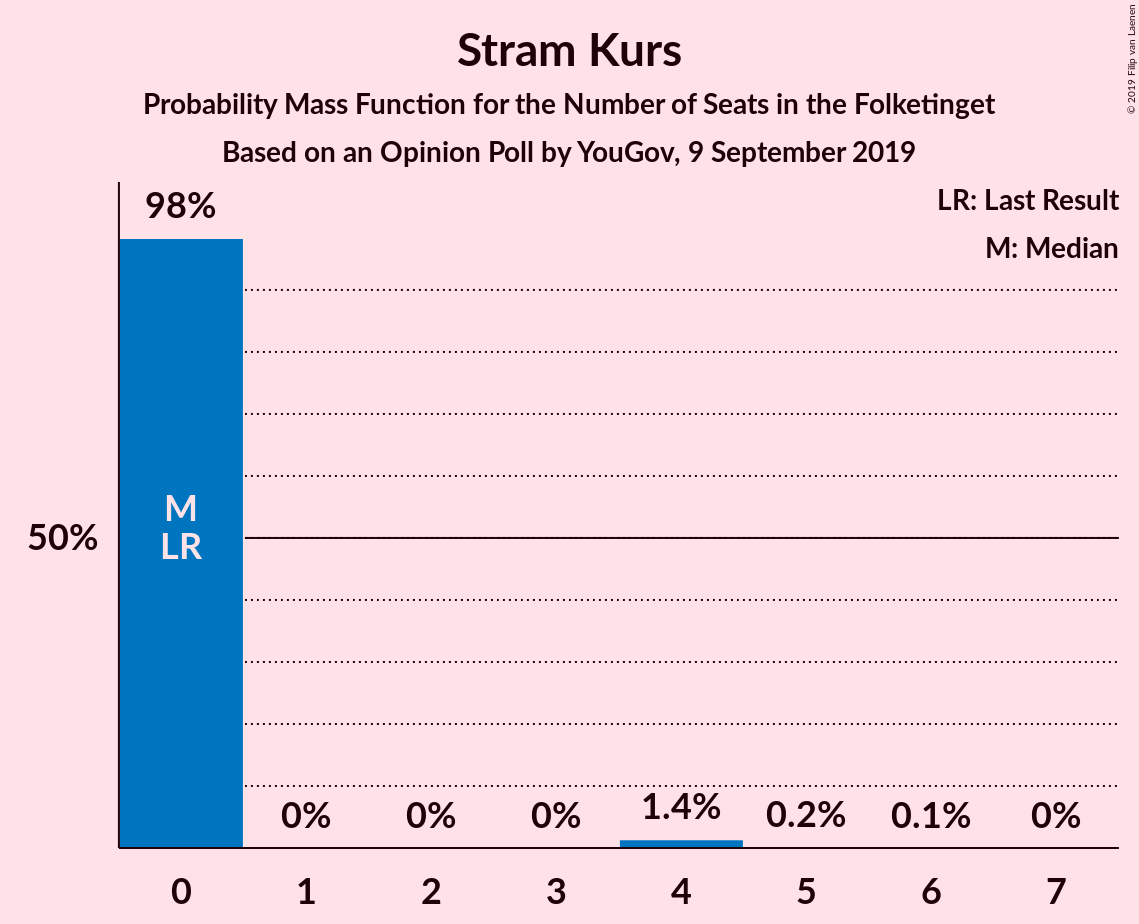 Stram Kurs
Probability Mass Function for the Number of Seats in the Folketinget
Based on an Opinion Poll by YouGov, 9 September 2019
© 2019 Filip van Laenen
LR: Last Result
M: Median
98%
50%
M
LR
0%
0%
0%
1.4%
0.2%
0.1%
0%
0
1
2
3
4
5
6
7